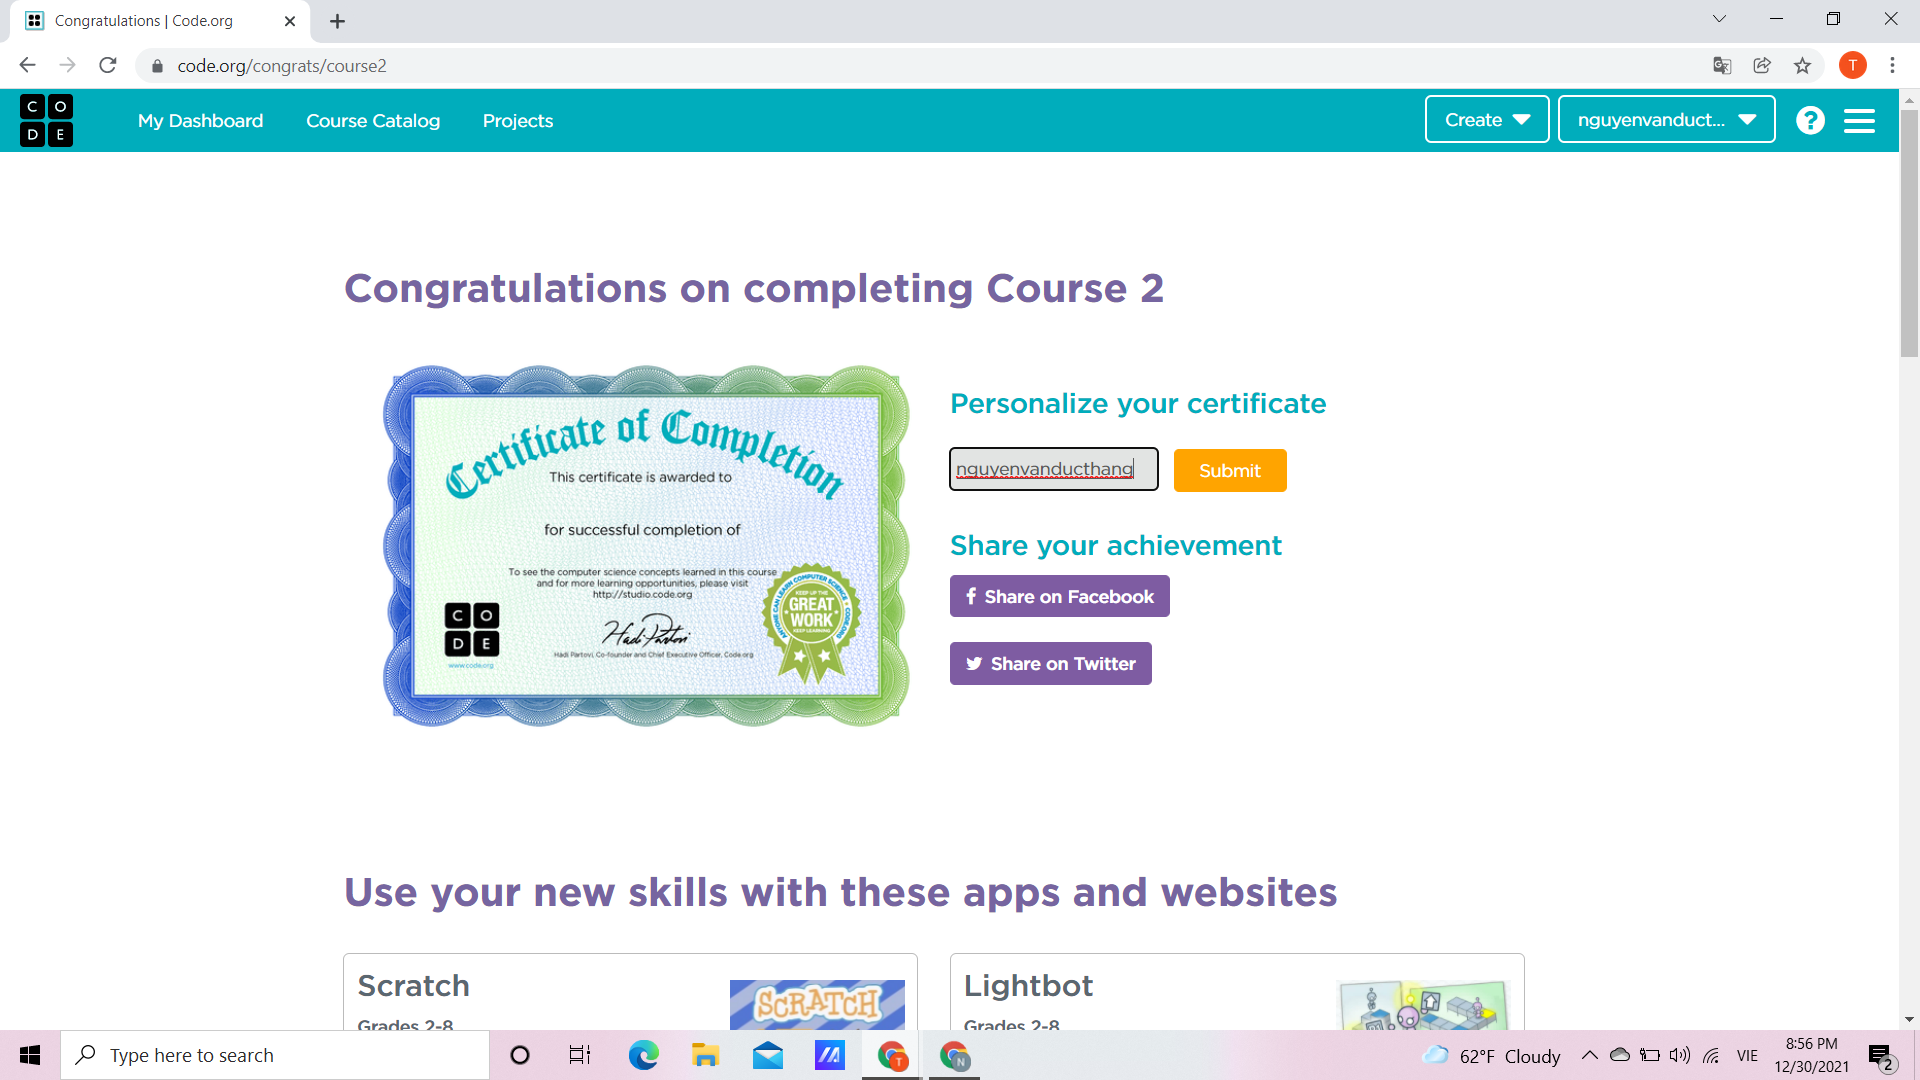 Congratulations | Code.org
code.org/congrats/course2
T
C O
D E
My Dashboard
Course Catalog
Projects
Create
nguyenvanduct...
?
Congratulations on completing Course 2
Certificate of Completion
This certificate is awarded to
for successful completion of
To see the computer science concepts learned in this course
and for more learning opportunities, please visit
http://studio.code.org
C O
D E
www.code.org
Hadi Partovi, Co-founder and Chief Executive Officer, Code.org
ANYONE CAN LEARN COMPUTER SCIENCE • CODE.ORG
KEEP UP THE
GREAT
WORK
KEEP LEARNING
Personalize your certificate
nguyenvanducthang
Submit
Share your achievement
Share on Facebook
Share on Twitter
Use your new skills with these apps and websites
Scratch
Grades 2-8
SCRATCH
Lightbot
Grades 2-8
Type here to search
T
N
62°F Cloudy
VIE
8:56 PM
12/30/2021
2